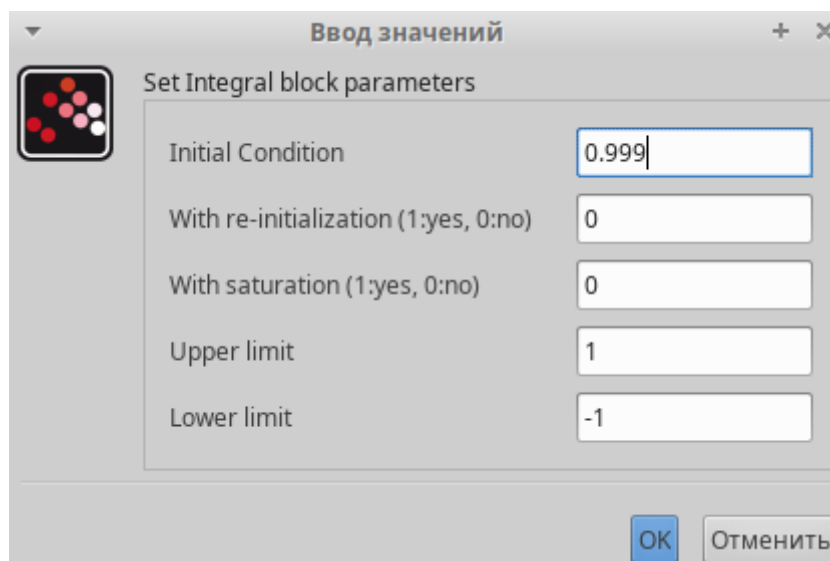 Ввод значений
Set Integral block parameters
Initial Condition 0.999
With re-initialization (1:yes, 0:no) 0
With saturation (1:yes, 0:no) 0
Upper limit 1
Lower limit -1
OK Отменить